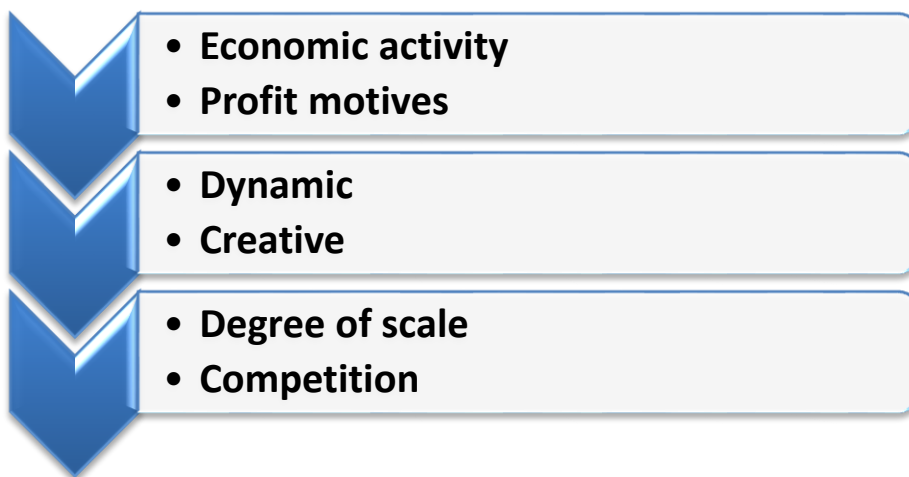 • Economic activity
• Profit motives
• Dynamic
• Creative
• Degree of scale
• Competition